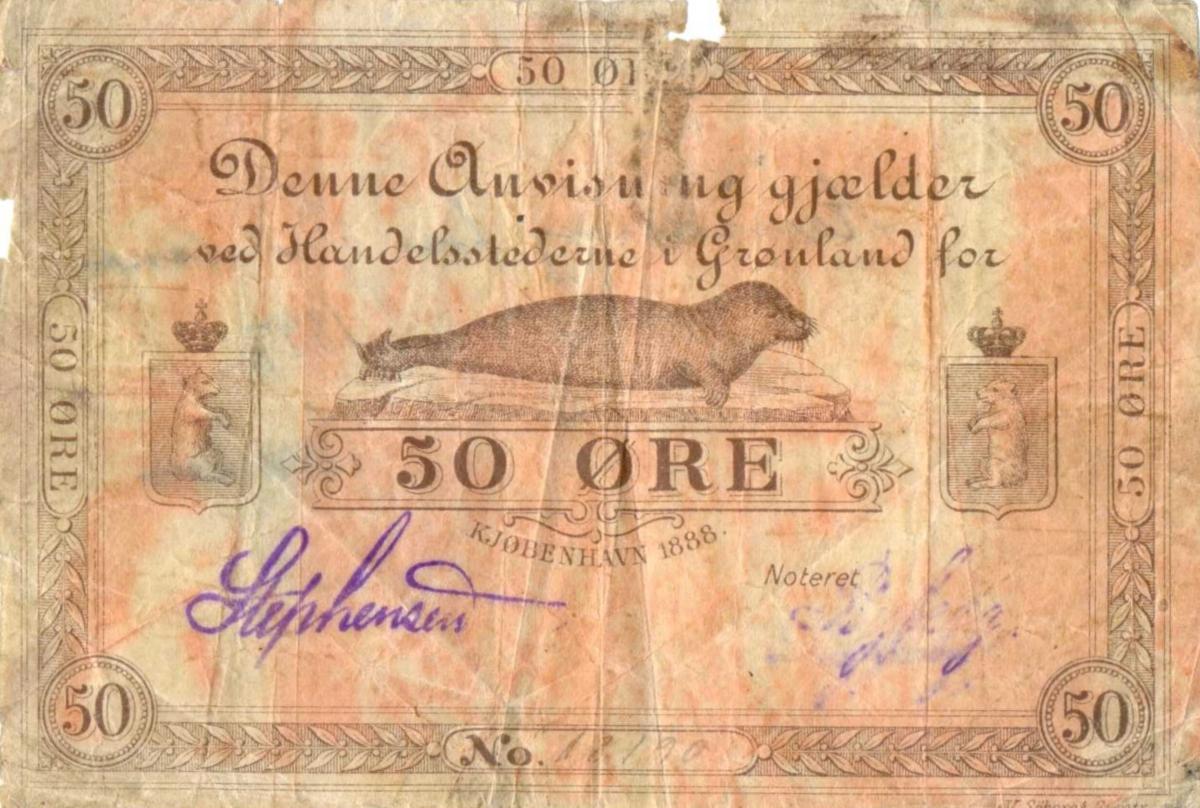 50 50 ØR 50
Denne Anvisning gjælder
ved Handelsstederne i Grønland for
50 ØRE
50 ØRE
50 ØRE
KJØBENHAVN 1888.
Stephensen
Noteret
50 No. 50